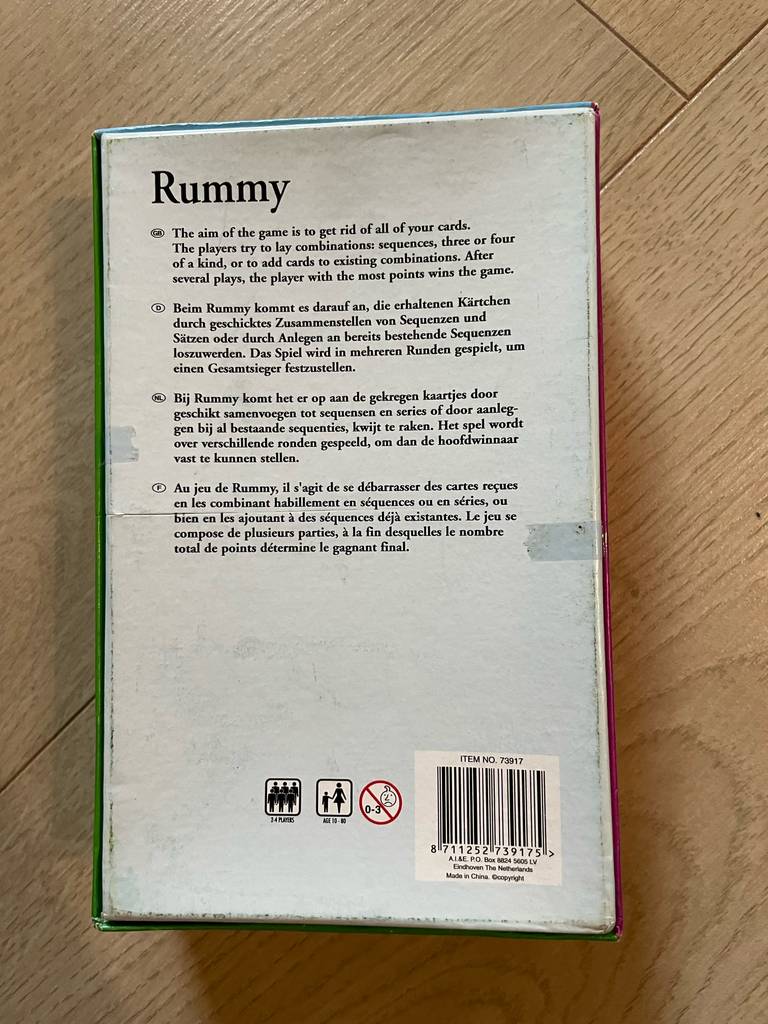 Rummy
GB The aim of the game is to get rid of all of your cards.
The players try to lay combinations: sequences, three or four
of a kind, or to add cards to existing combinations. After
several plays, the player with the most points wins the game.
D Beim Rummy kommt es darauf an, die erhaltenen Kärtchen
durch geschicktes Zusammenstellen von Sequenzen und
Sätzen oder durch Anlegen an bereits bestehende Sequenzen
loszuwerden. Das Spiel wird in mehreren Runden gespielt, um
einen Gesamtsieger festzustellen.
NL Bij Rummy komt het er op aan de gekregen kaartjes door
geschikt samenvoegen tot sequensen en series of door aanleg-
gen bij al bestaande sequenties, kwijt te raken. Het spel wordt
over verschillende ronden gespeeld, om dan de hoofdwinnaar
vast te kunnen stellen.
F Au jeu de Rummy, il s'agit de se débarrasser des cartes reçues
en les combinant habillement en séquences ou en séries, ou
bien en les ajoutant à des séquences déjà existantes. Le jeu se
compose de plusieurs parties, à la fin desquelles le nombre
total de points détermine le gagnant final.
2-4 PLAYERS
AGE 10 - 80
0-3
ITEM NO. 73917
8 711252 739175 >
A.I.&E. P.O. Box 8824 5605 LV
Eindhoven The Netherlands
Made in China. ©copyright